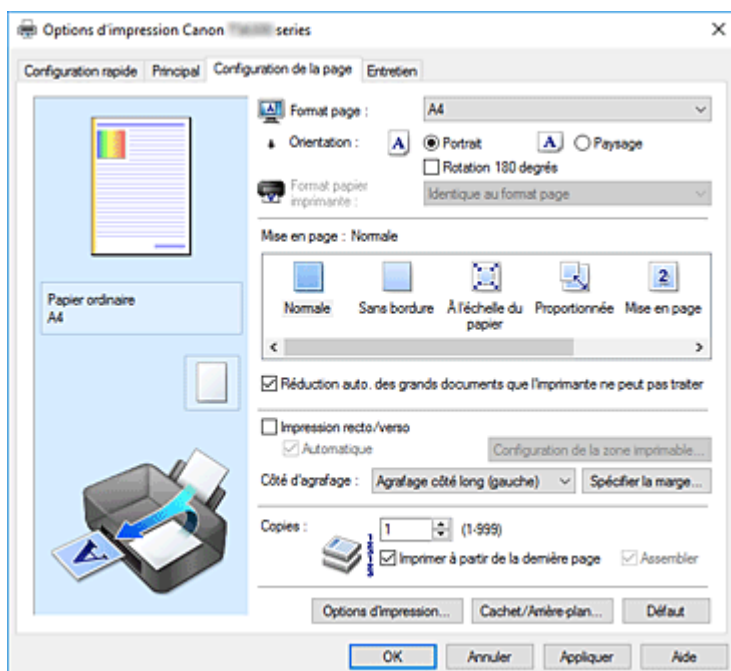 Options d'impression Canon series
Configuration rapide Principal Configuration de la page Entretien
Format page : A4
Orientation : A Portrait A Paysage
Rotation 180 degrés
Format papier
imprimante : Identique au format page
Mise en page : Normale
Normale Sans bordure À l'échelle du papier Proportionnée Mise en page
Papier ordinaire
A4
Réduction auto. des grands documents que l'imprimante ne peut pas traiter
Impression recto/verso
Automatique Configuration de la zone imprimable...
Côté d'agrafage : Agrafage côté long (gauche) Spécifier la marge...
Copies : 1 (1-999)
Imprimer à partir de la dernière page Assembler
Options d'impression... Cachet/Arrière-plan... Défaut
OK Annuler Appliquer Aide